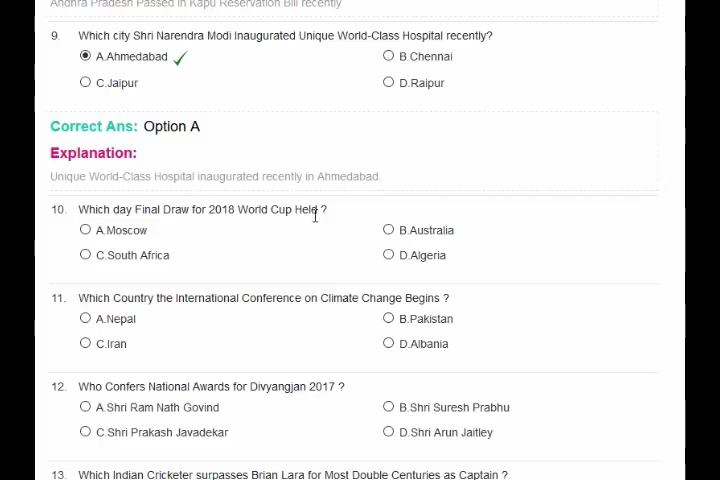 Andhra Pradesh Passed in Kapu Reservation Bill recently
9. Which city Shri Narendra Modi Inaugurated Unique World-Class Hospital recently?
A.Ahmedabad B.Chennai
C.Jaipur D.Raipur
Correct Ans: Option A
Explanation:
Unique World-Class Hospital inaugurated recently in Ahmedabad.
10. Which day Final Draw for 2018 World Cup Held ?
A.Moscow B.Australia
C.South Africa D.Algeria
11. Which Country the International Conference on Climate Change Begins ?
A.Nepal B.Pakistan
C.Iran D.Albania
12. Who Confers National Awards for Divyangjan 2017 ?
A.Shri Ram Nath Govind B.Shri Suresh Prabhu
C.Shri Prakash Javadekar D.Shri Arun Jaitley
13. Which Indian Cricketer surpasses Brian Lara for Most Double Centuries as Captain ?